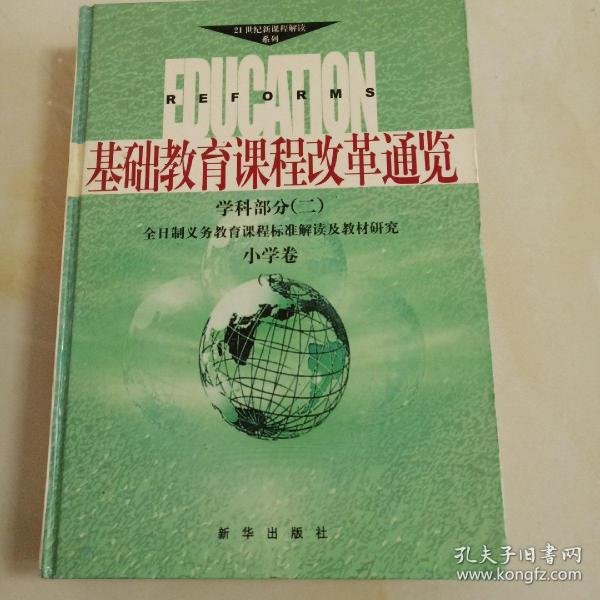 21世纪新课程解读
系列
EDUCATION
REFORMS
基础教育课程改革通览
学科部分(二)
全日制义务教育课程标准解读及教材研究
小学卷
新华出版社
孔夫子旧书网
www.kongfz.com